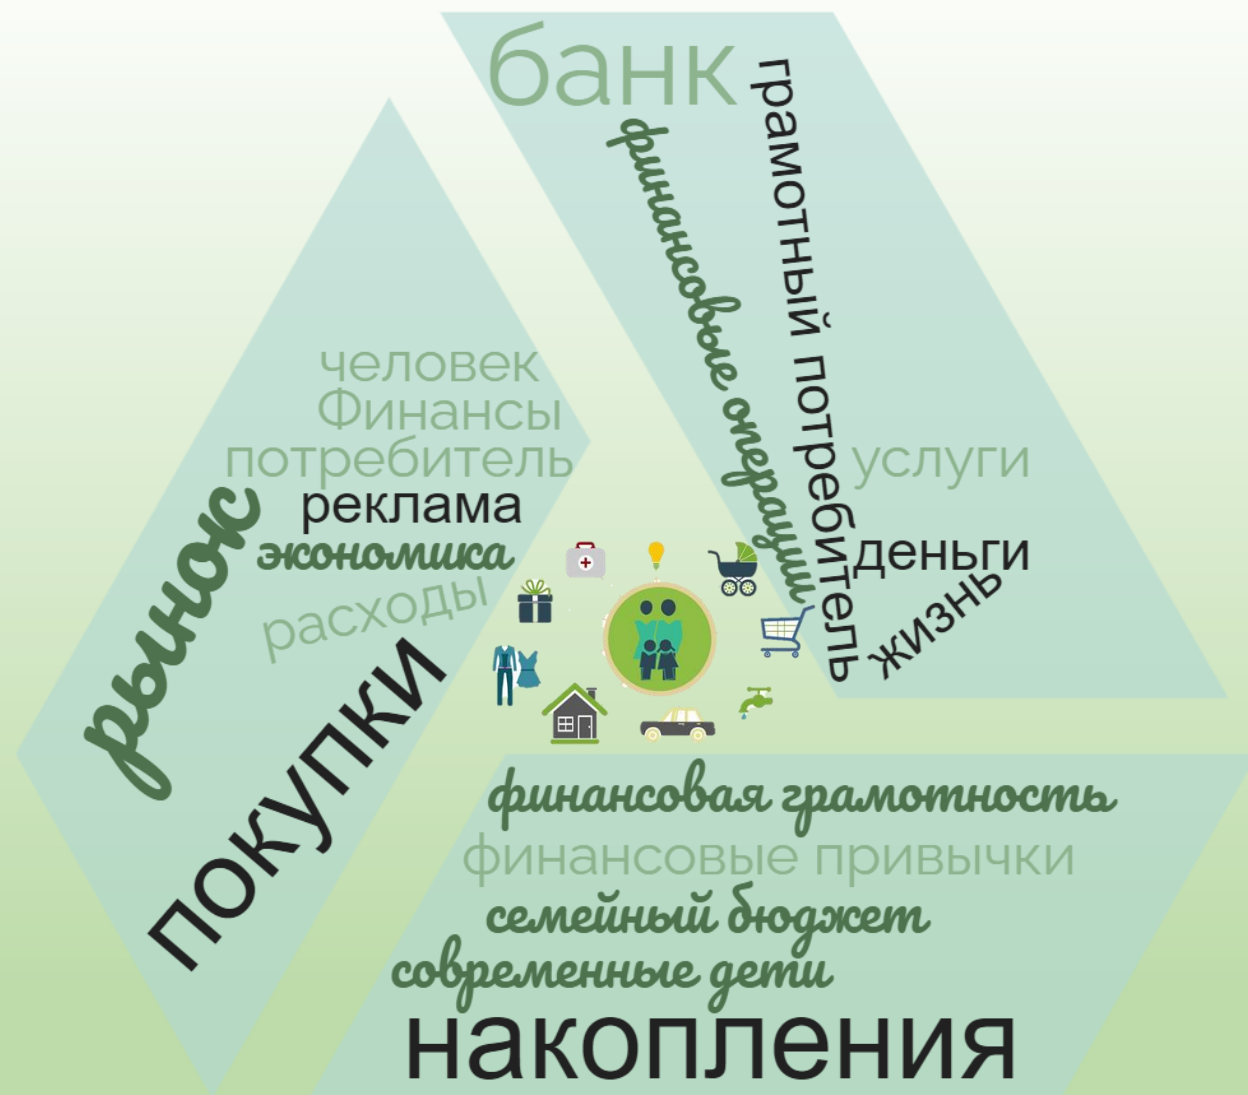 банк
грамотный потребитель
финансовые операции
услуги
деньги
жизнь
человек
Финансы
потребитель
реклама
экономика
расходы
рынок
покупки
финансовая грамотность
финансовые привычки
семейный бюджет
современные дети
накопления